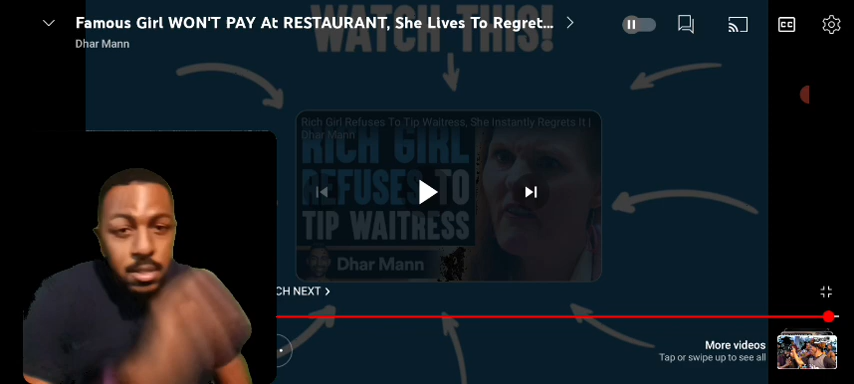 WATCH THIS!
Famous Girl WON'T PAY At RESTAURANT, She Lives To Regret...
Dhar Mann
CC
Rich Girl Refuses To Tip Waitress, She Instantly Regrets It |
Dhar Mann
RICH GIRL
REFUSES TO
TIP WAITRESS
Dhar Mann
CH NEXT
More videos
Tap or swipe up to see all